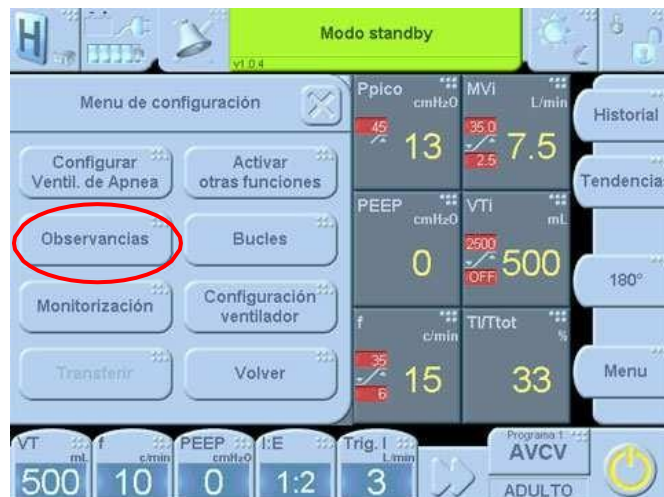 H
Modo standby
v1.0.4
Menu de configuración
Configurar
Ventil. de Apnea
Activar
otras funciones
Observancias
Bucles
Monitorización
Configuración
ventilador
Transferir
Volver
Ppico
cmH2O
45
13
MVi
L/min
35.0
2.5
7.5
PEEP
cmH2O
0
VTi
mL
2500
OFF
500
f
c/min
35
6
15
TI/Ttot
%
33
Historial
Tendencia
180°
Menu
VT
mL
500
f
c/min
10
PEEP
cmH2O
0
I:E
1:2
Trig. I
L/min
3
Programa 1
AVCV
ADULTO